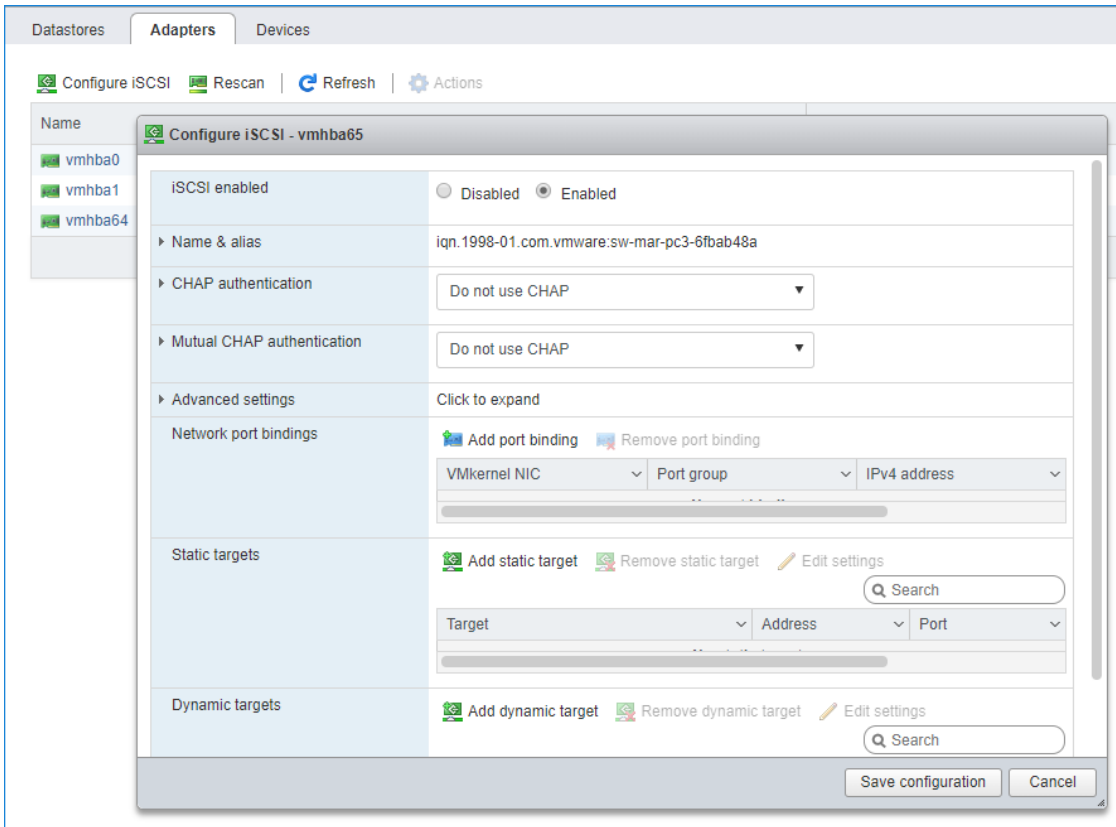 Datastores Adapters Devices
Configure iSCSI Rescan Refresh Actions
Name
Configure iSCSI - vmhba65
vmhba0
vmhba1
vmhba64
iSCSI enabled Disabled Enabled
Name & alias iqn.1998-01.com.vmware:sw-mar-pc3-6fbab48a
CHAP authentication Do not use CHAP
Mutual CHAP authentication Do not use CHAP
Advanced settings Click to expand
Network port bindings Add port binding Remove port binding
VMkernel NIC Port group IPv4 address
Static targets Add static target Remove static target Edit settings
Search
Target Address Port
Dynamic targets Add dynamic target Remove dynamic target Edit settings
Search
Save configuration Cancel